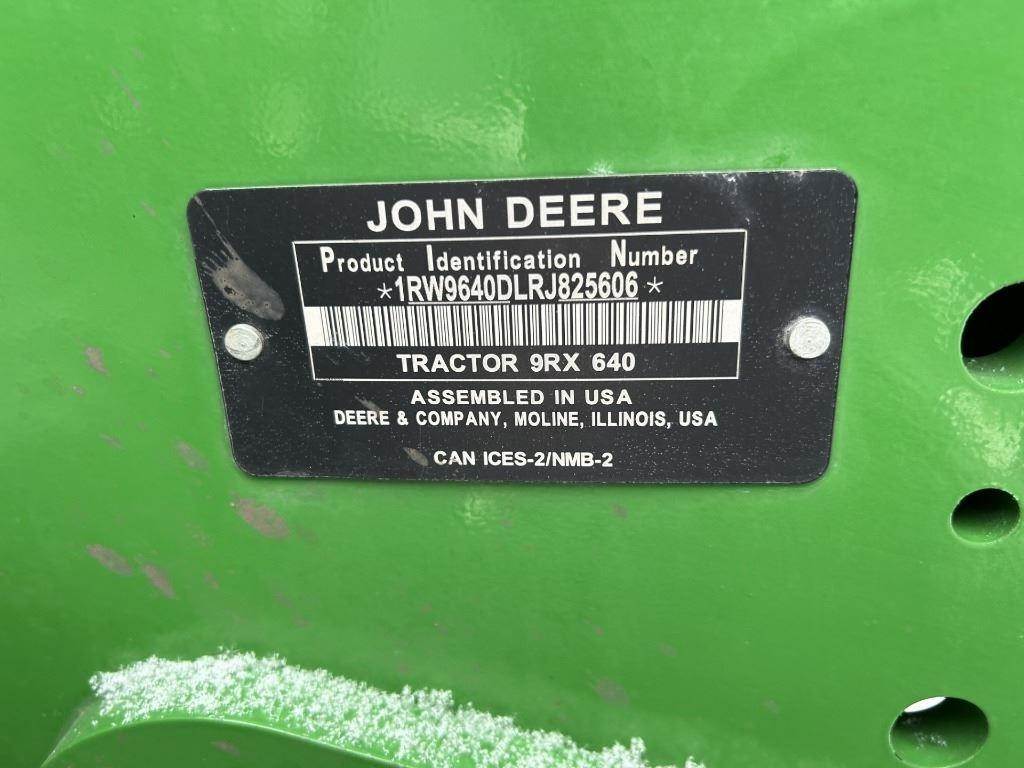 JOHN DEERE
Product Identification Number
*1RW9640DLRJ825606*
TRACTOR 9RX 640
ASSEMBLED IN USA
DEERE & COMPANY, MOLINE, ILLINOIS, USA
CAN ICES-2/NMB-2